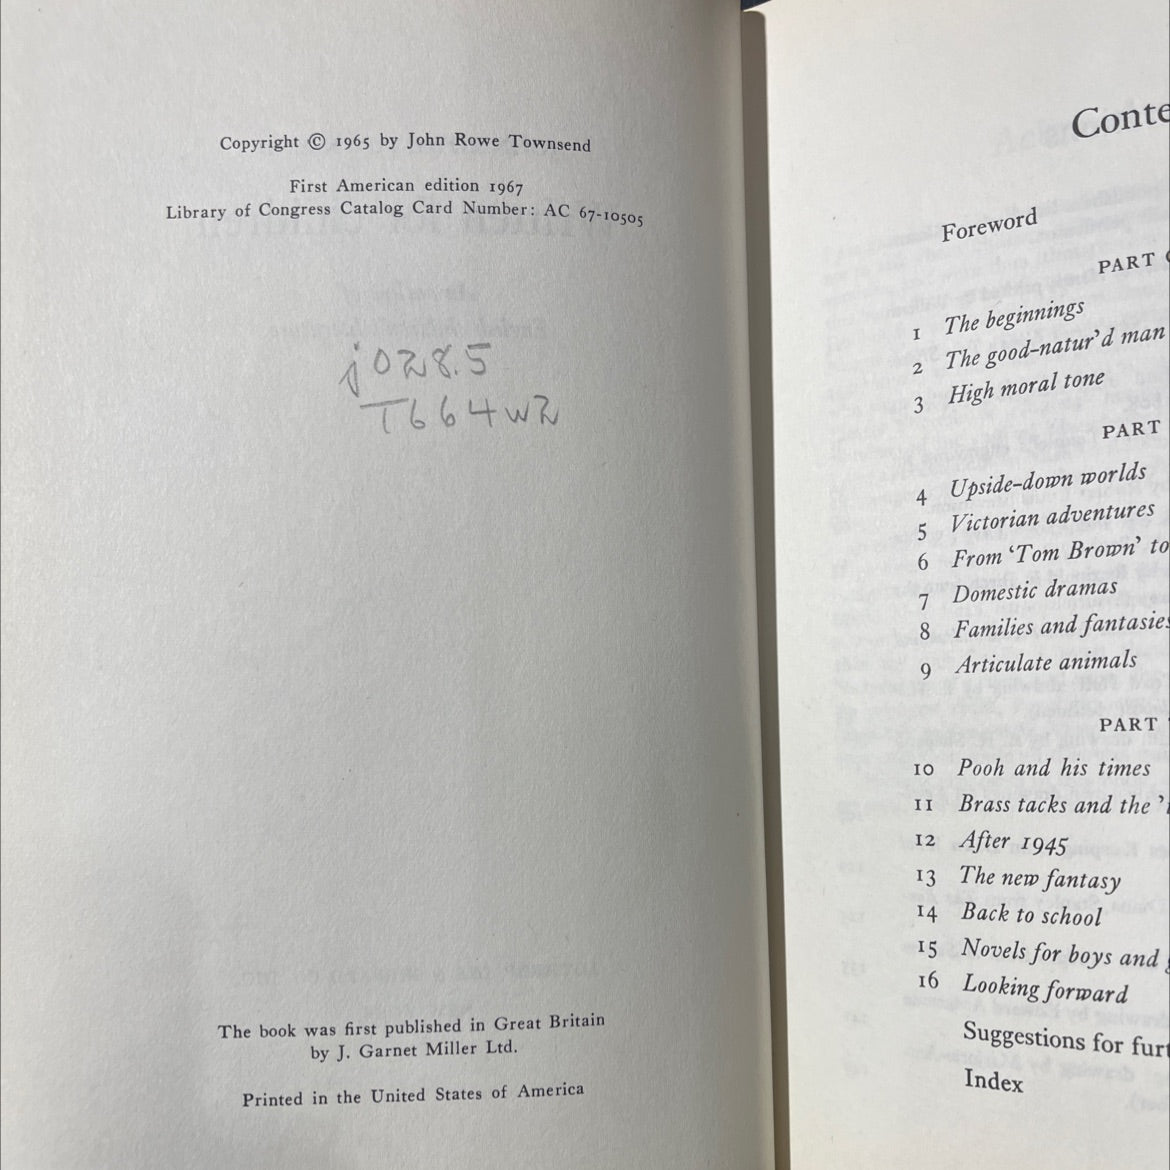 Copyright © 1965 by John Rowe Townsend
First American edition 1967
Library of Congress Catalog Card Number: AC 67-10505
j028.5
T664w2
The book was first published in Great Britain
by J. Garnet Miller Ltd.
Printed in the United States of America
Conte
Foreword
PART
1 The beginnings
2 The good-natur'd man
3 High moral tone
PART
4 Upside-down worlds
5 Victorian adventures
6 From 'Tom Brown' to
7 Domestic dramas
8 Families and fantasies
9 Articulate animals
PART
10 Pooh and his times
11 Brass tacks and the
12 After 1945
13 The new fantasy
14 Back to school
15 Novels for boys and
16 Looking forward
Suggestions for furt
Index